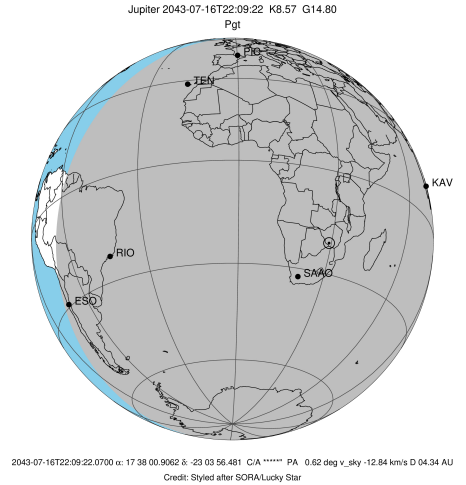 Jupiter 2043-07-16T22:09:22 K8.57 G14.80
Pgt
PIC
TEN
KAV
RIO
SAAO
ESO
2043-07-16T22:09:22.0700 α: 17 38 00.9062 δ: -23 03 56.481 C/A *****" PA 0.62 deg v_sky -12.84 km/s D 04.34 AU
Credit: Styled after SORA/Lucky Star